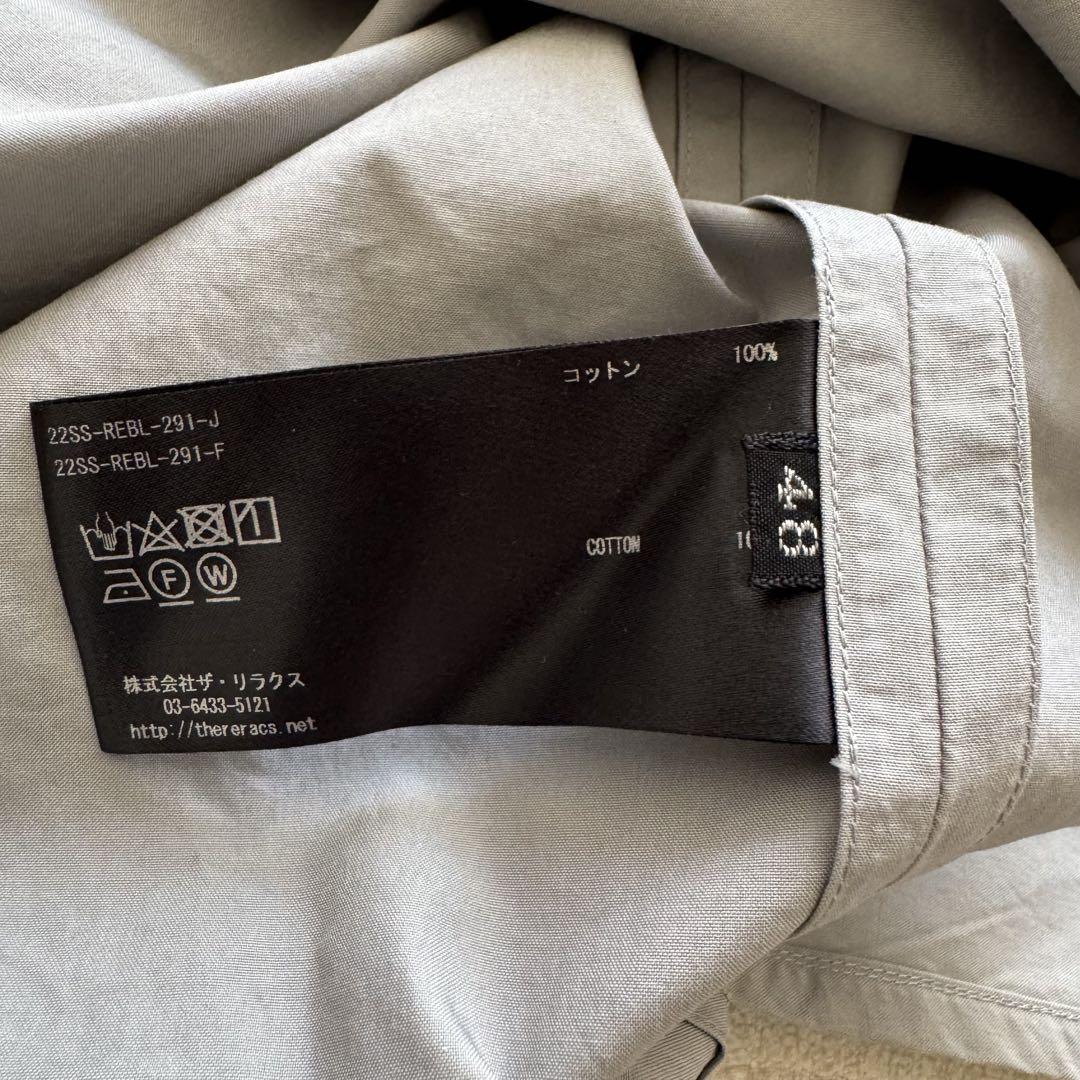 22SS-REBL-291-J
22SS-REBL-291-F
コットン 100%
COTTON
48
F W
株式会社ザ・リラクス
03-6433-5121
http://thereracs.net